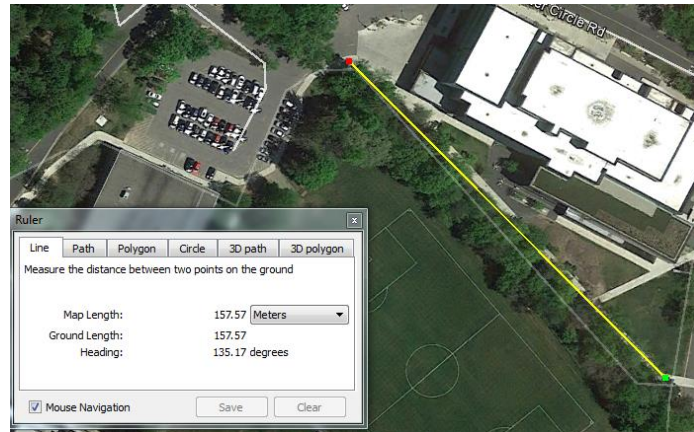 Circle Rd
Ruler
Line Path Polygon Circle 3D path 3D polygon
Measure the distance between two points on the ground
Map Length: 157.57 Meters
Ground Length: 157.57
Heading: 135.17 degrees
Mouse Navigation Save Clear